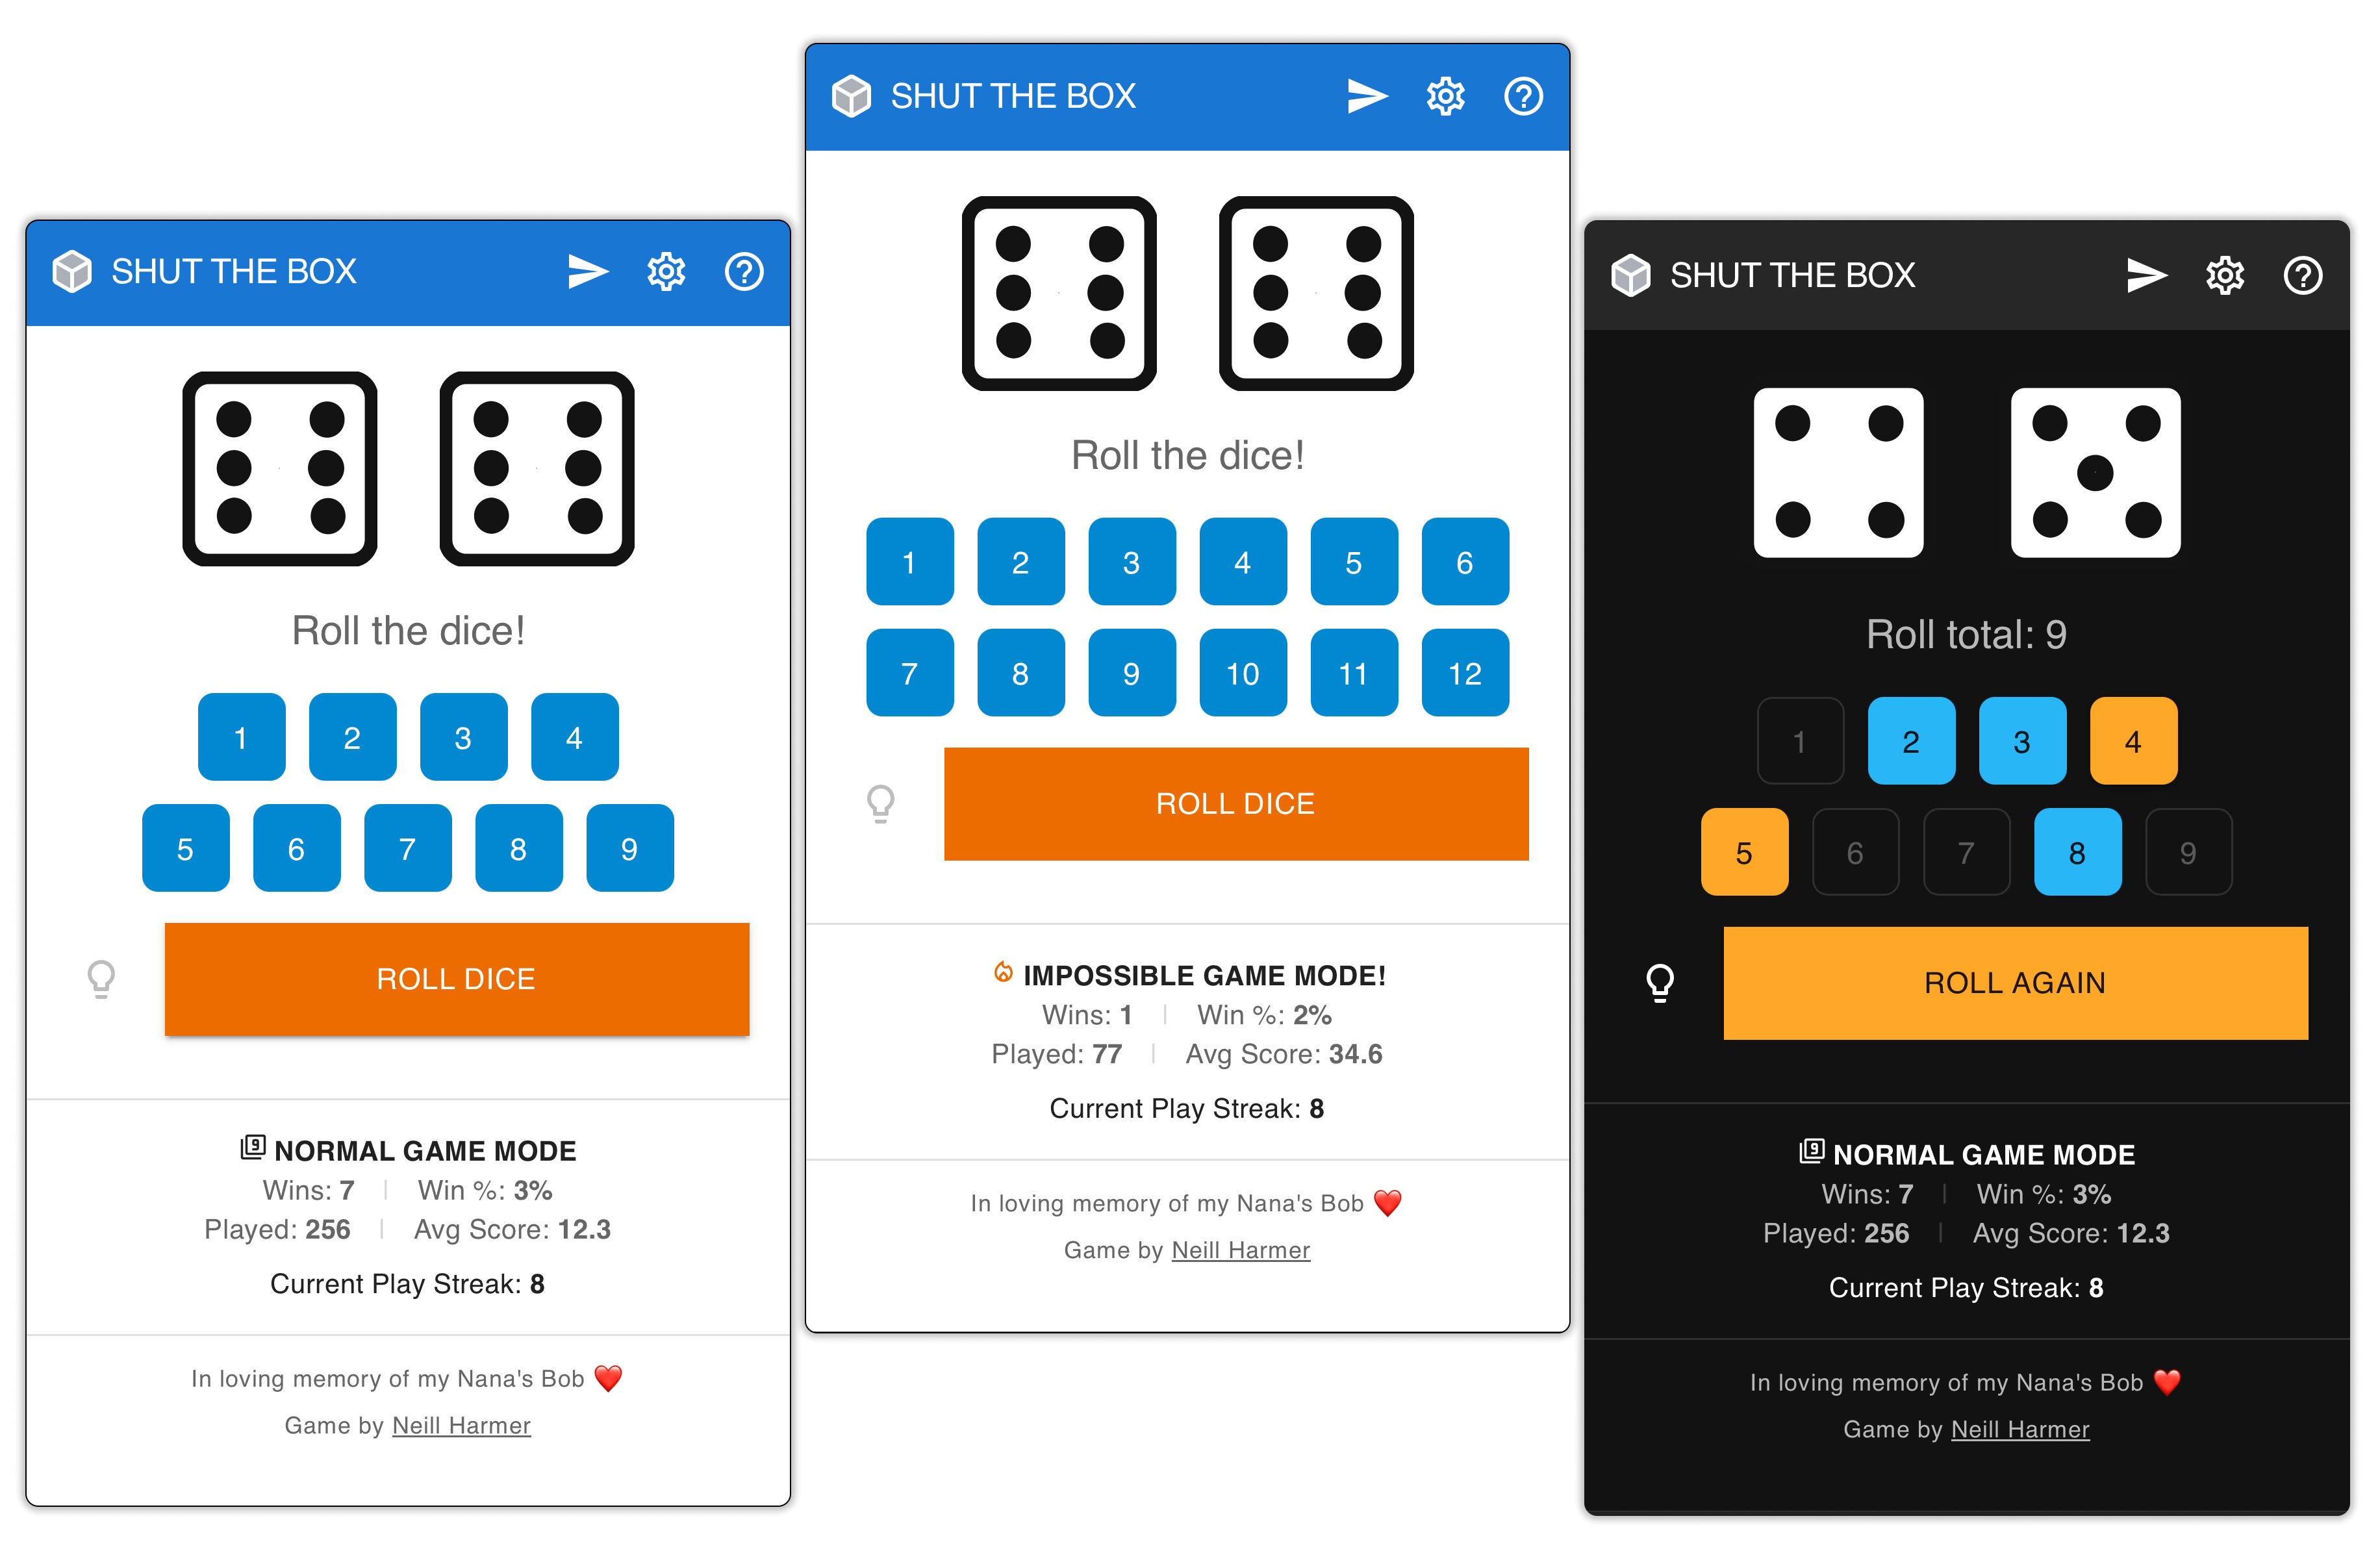 SHUT THE BOX
Roll the dice!
1 2 3 4
5 6 7 8 9
ROLL DICE
9 NORMAL GAME MODE
Wins: 7 | Win %: 3%
Played: 256 | Avg Score: 12.3
Current Play Streak: 8
In loving memory of my Nana's Bob ❤️
Game by Neill Harmer
SHUT THE BOX
Roll the dice!
1 2 3 4 5 6
7 8 9 10 11 12
ROLL DICE
IMPOSSIBLE GAME MODE!
Wins: 1 | Win %: 2%
Played: 77 | Avg Score: 34.6
Current Play Streak: 8
In loving memory of my Nana's Bob ❤️
Game by Neill Harmer
SHUT THE BOX
Roll total: 9
1 2 3 4
5 6 7 8 9
ROLL AGAIN
9 NORMAL GAME MODE
Wins: 7 | Win %: 3%
Played: 256 | Avg Score: 12.3
Current Play Streak: 8
In loving memory of my Nana's Bob ❤️
Game by Neill Harmer